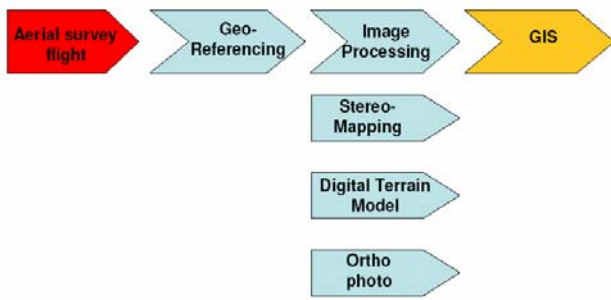 Aerial survey
flight
Geo-
Referencing
Image
Processing
GIS
Stereo-
Mapping
Digital Terrain
Model
Ortho
photo